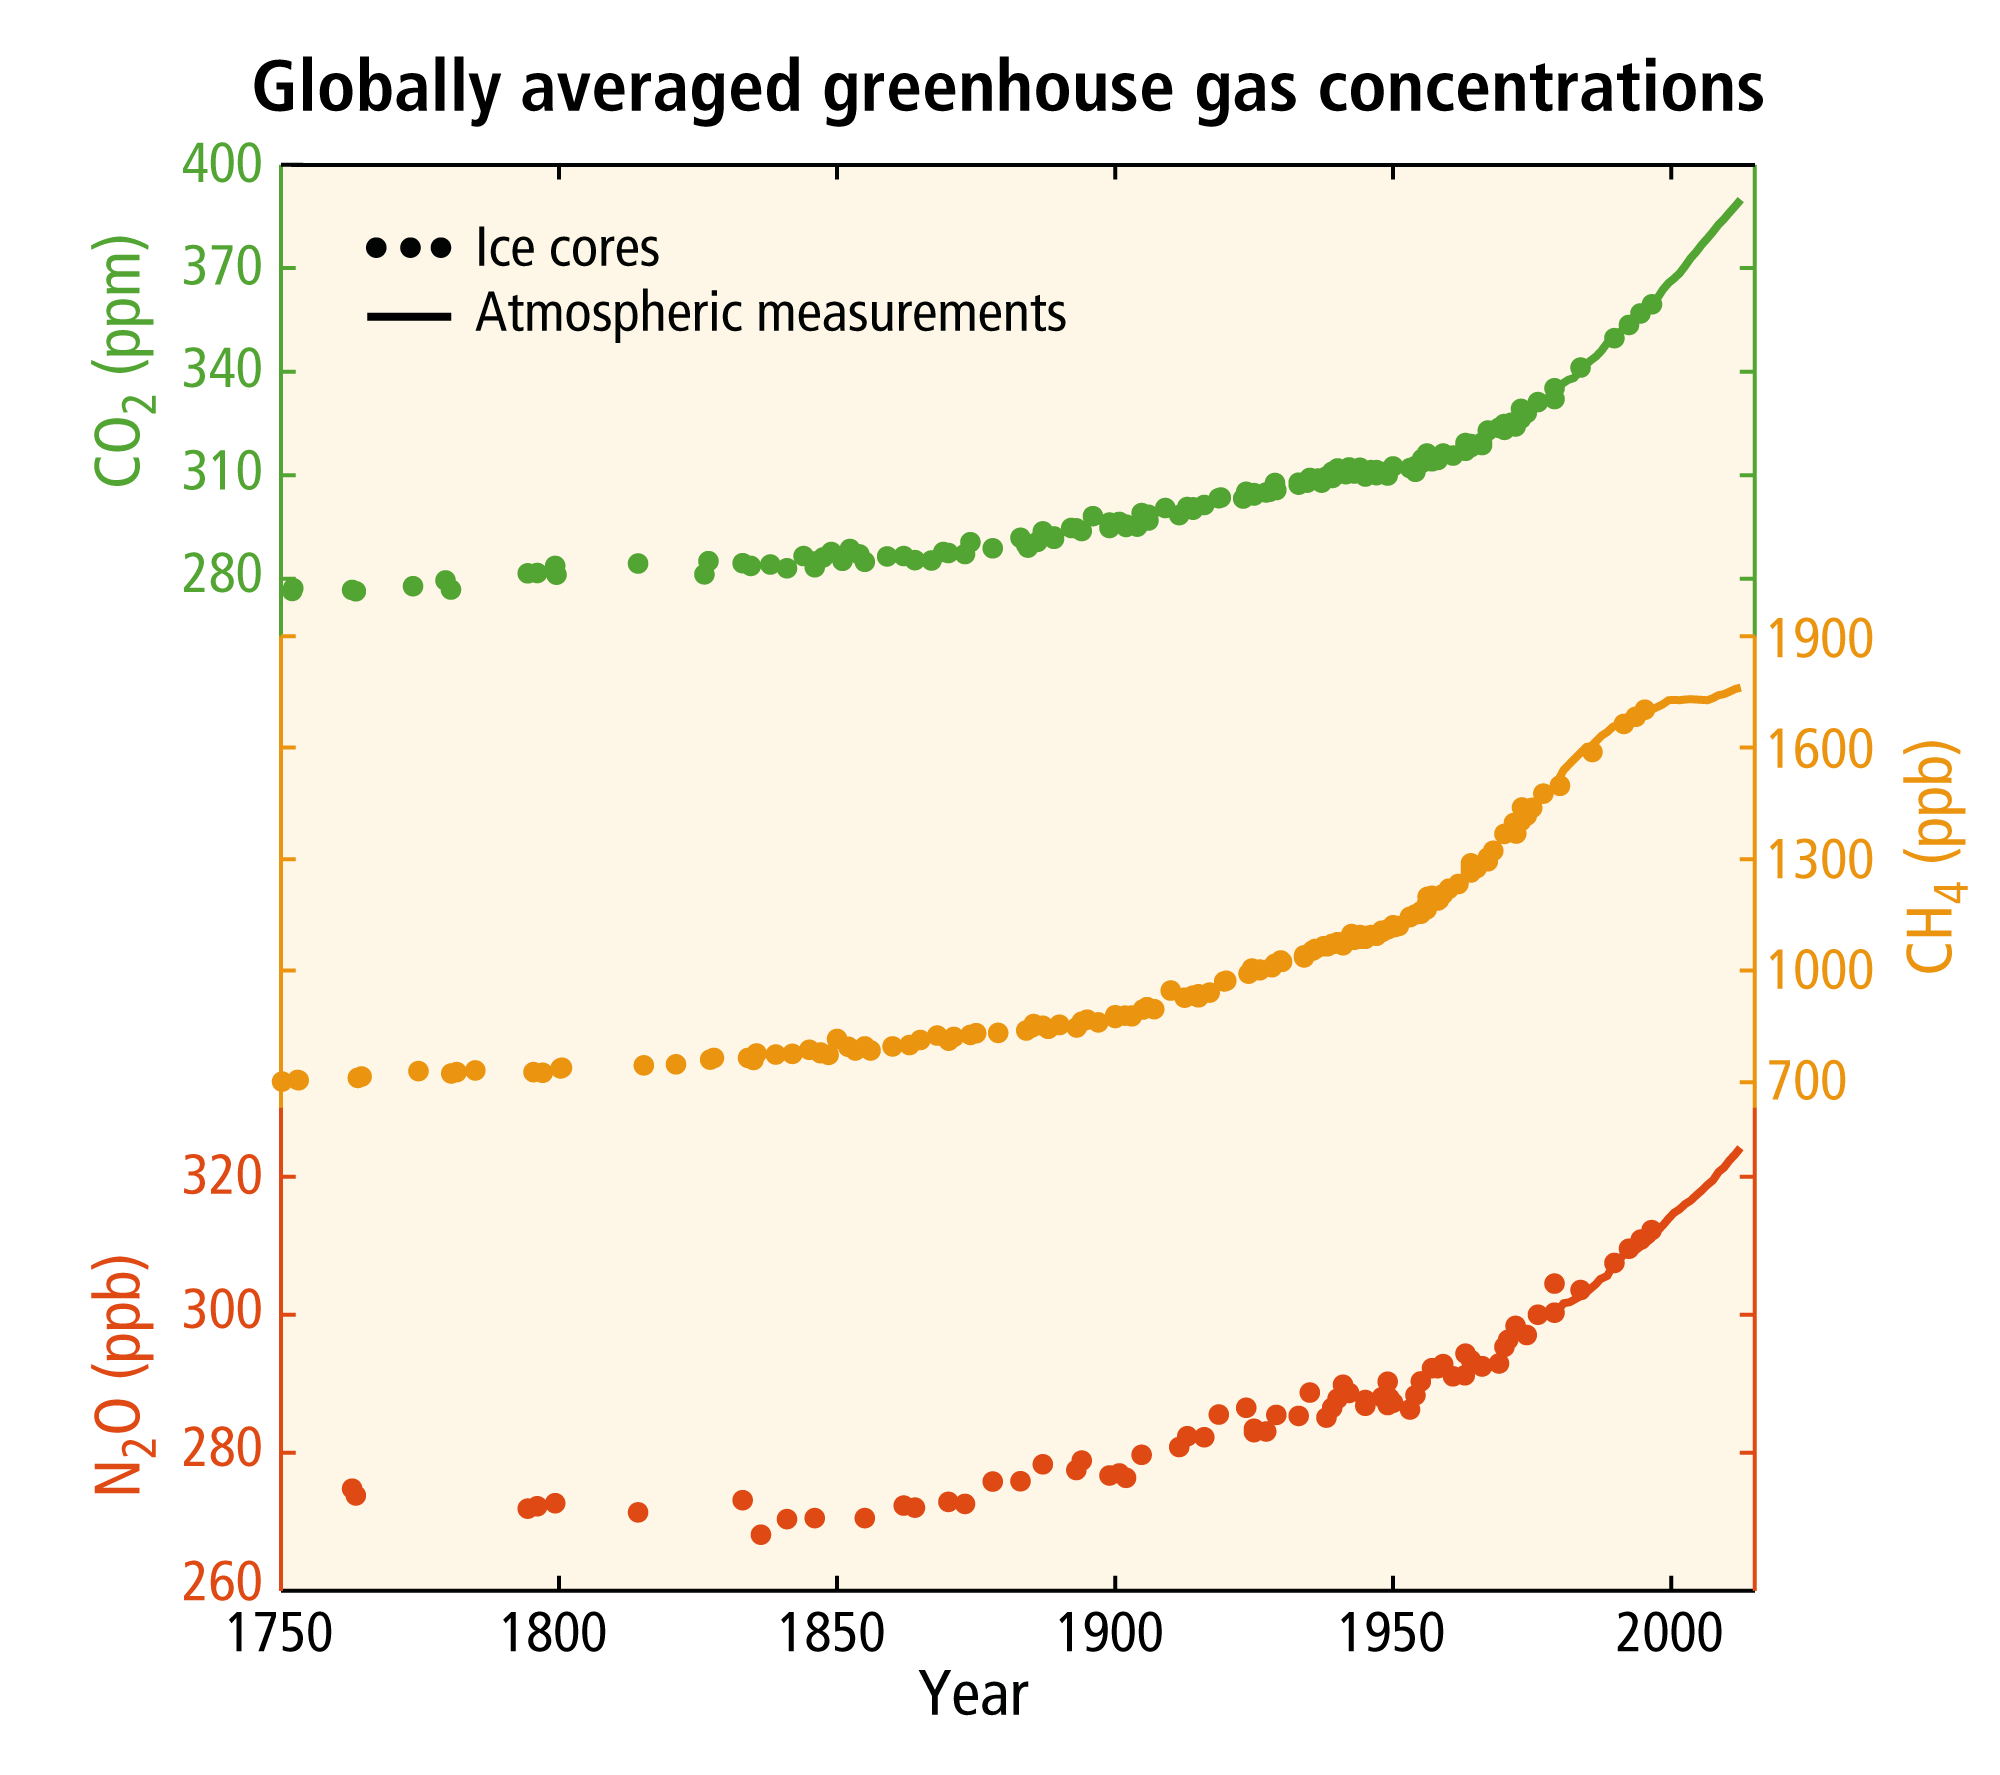 Globally averaged greenhouse gas concentrations
Ice cores
Atmospheric measurements
CO2 (ppm)
400
370
340
310
280
CH4 (ppb)
1900
1600
1300
1000
700
N2O (ppb)
320
300
280
260
1750 1800 1850 1900 1950 2000
Year